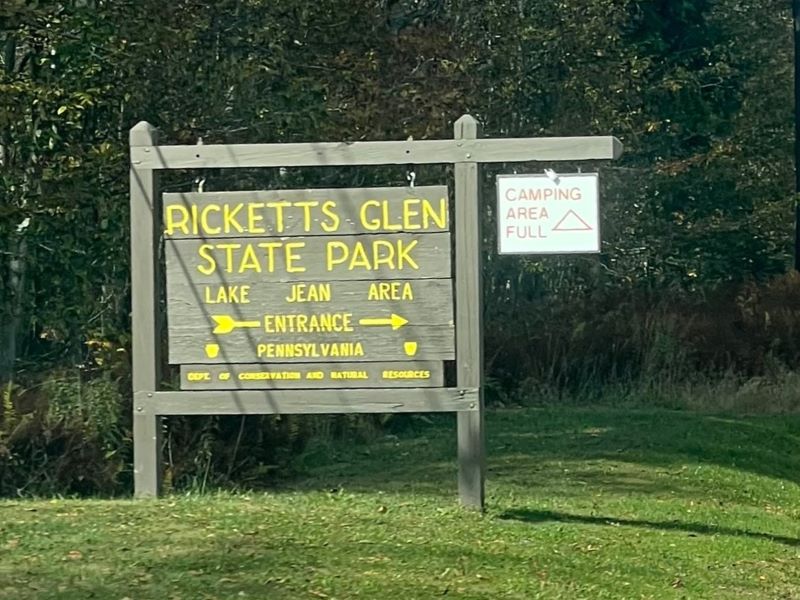 RICKETTS GLEN
STATE PARK
LAKE JEAN AREA
ENTRANCE
PENNSYLVANIA
DEPT. OF CONSERVATION AND NATURAL RESOURCES
CAMPING
AREA
FULL